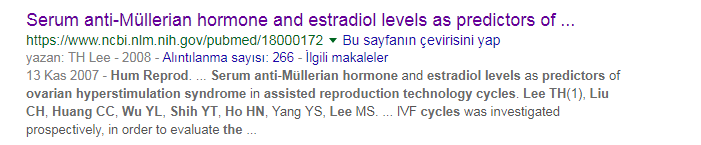 Serum anti-Müllerian hormone and estradiol levels as predictors of ...
https://www.ncbi.nlm.nih.gov/pubmed/18000172 ▾ Bu sayfanın çevirisini yap
yazan: TH Lee - 2008 - Alıntılanma sayısı: 266 - İlgili makaleler
13 Kas 2007 - Hum Reprod. ... Serum anti-Müllerian hormone and estradiol levels as predictors of
ovarian hyperstimulation syndrome in assisted reproduction technology cycles. Lee TH(1), Liu
CH, Huang CC, Wu YL, Shih YT, Ho HN, Yang YS, Lee MS. ... IVF cycles was investigated
prospectively, in order to evaluate the ...